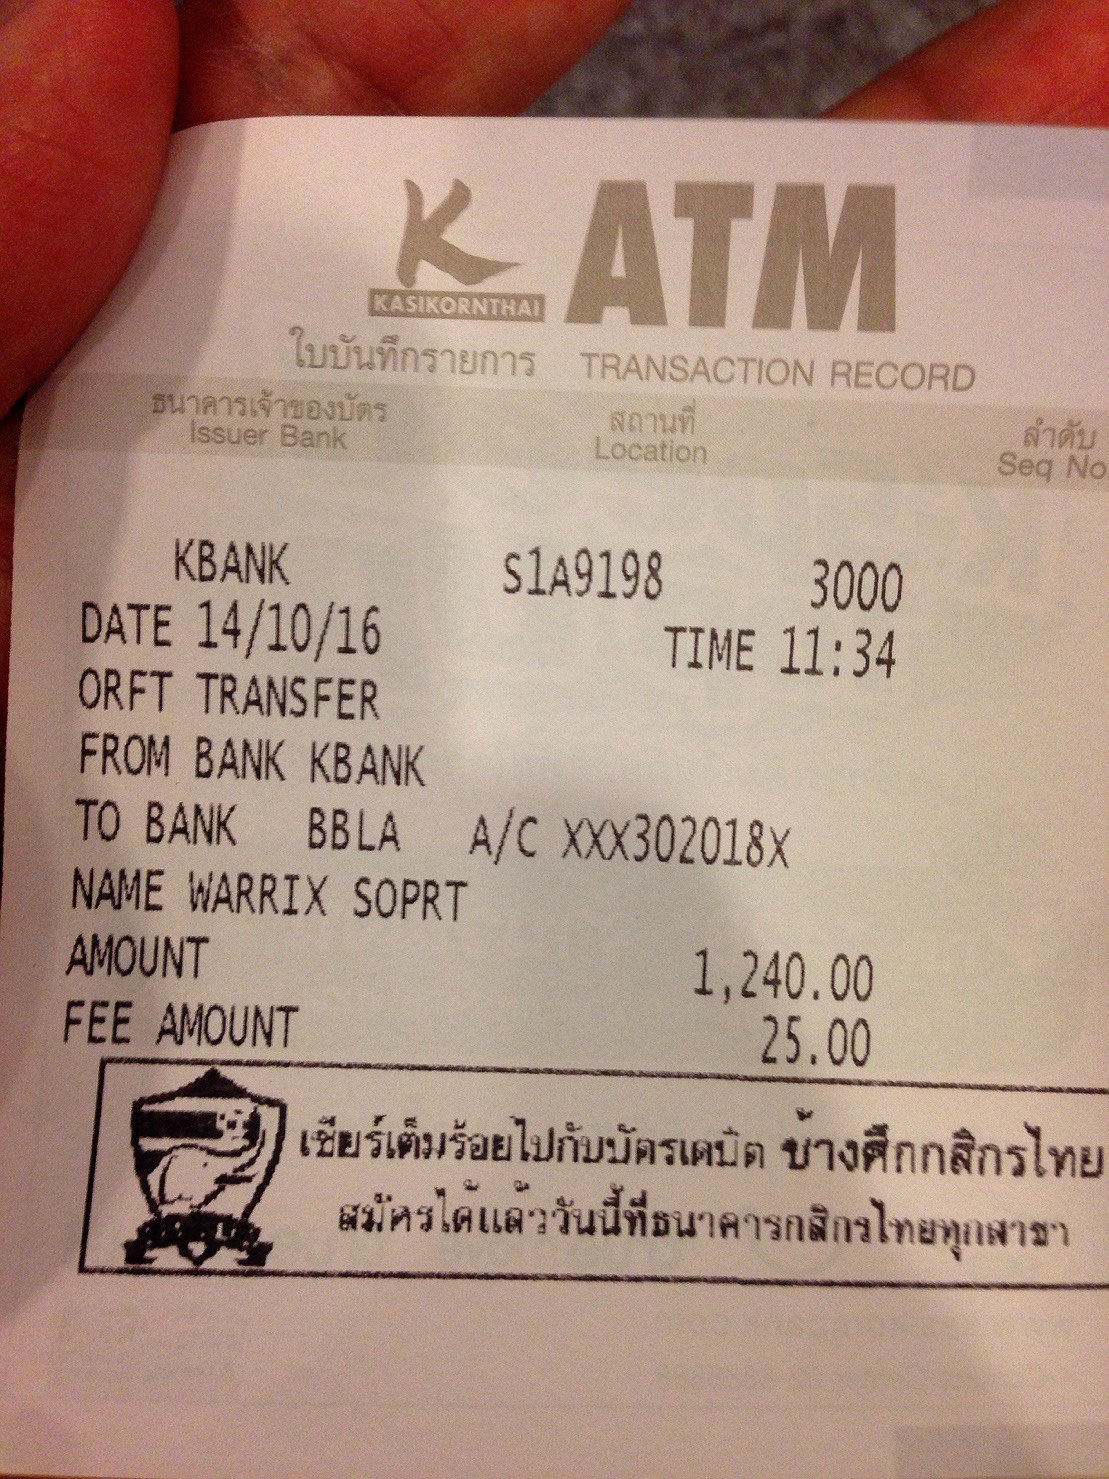 K ATM
KASIKORNTHAI
ใบบันทึกรายการ TRANSACTION RECORD
ธนาคารเจ้าของบัตร สถานที่ ลำดับ
Issuer Bank Location Seq No.
KBANK S1A9198 3000
DATE 14/10/16 TIME 11:34
ORFT TRANSFER
FROM BANK KBANK
TO BANK BBLA A/C XXX302018X
NAME WARRIX SOPRT
AMOUNT 1,240.00
FEE AMOUNT 25.00
เชียร์เต็มร้อยไปกับบัตรเดบิต ช้างศึกกสิกรไทย
สมัครได้แล้ววันนี้ที่ธนาคารกสิกรไทยทุกสาขา